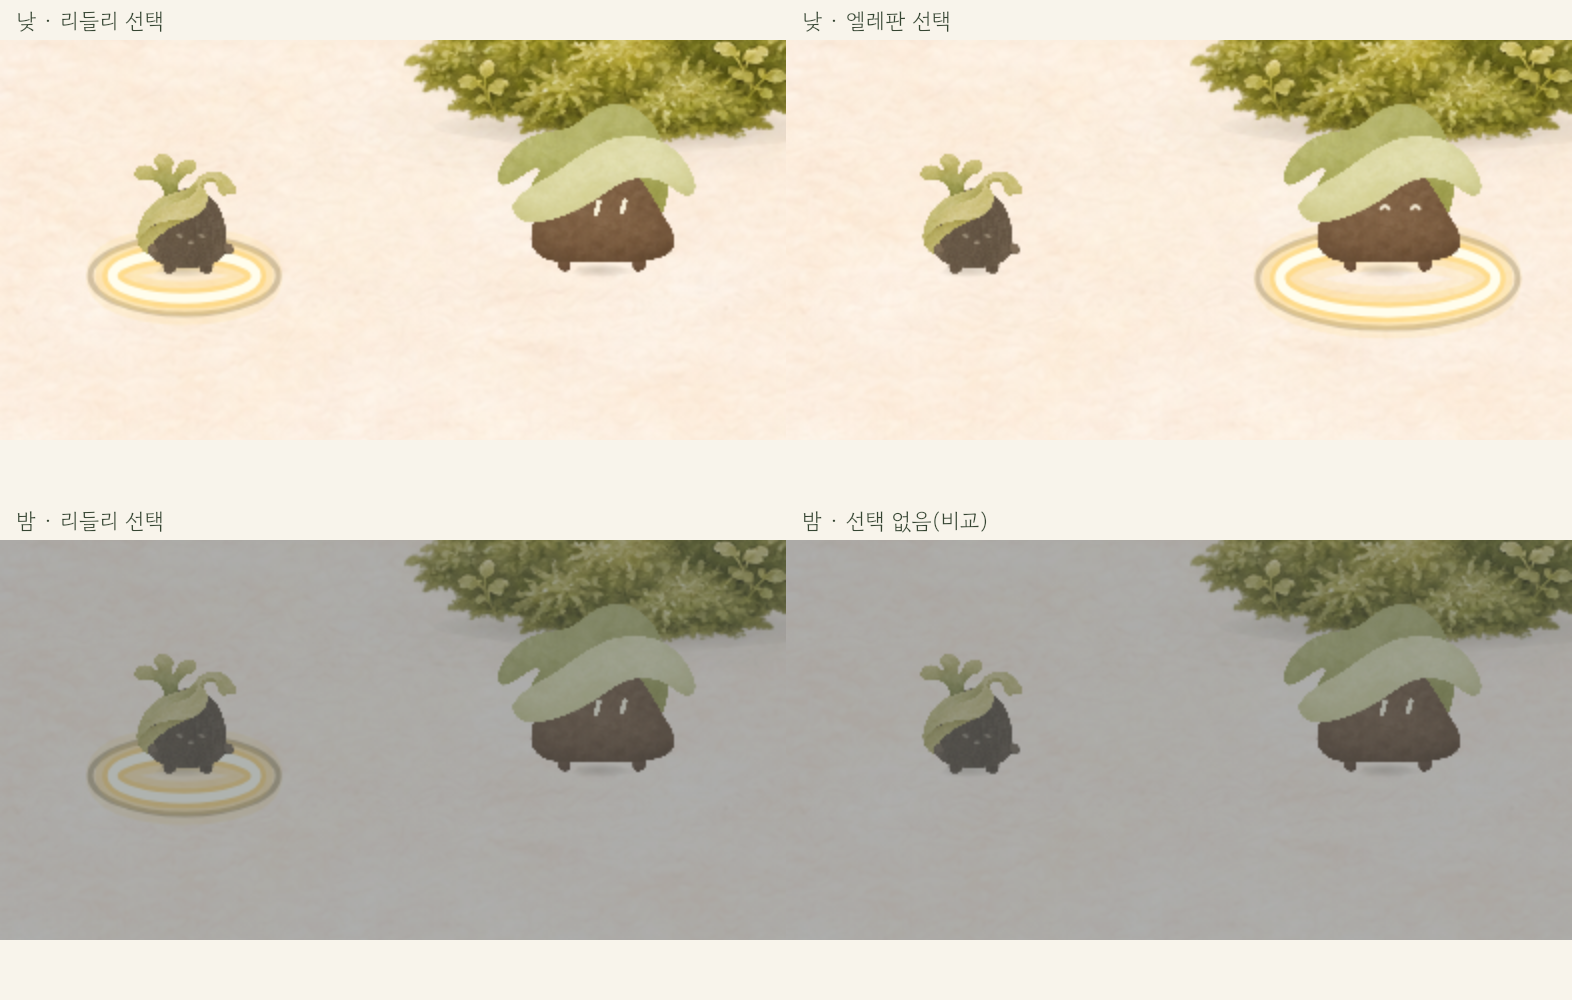 낮 · 리들리 선택
낮 · 엘레판 선택
밤 · 리들리 선택
밤 · 선택 없음(비교)